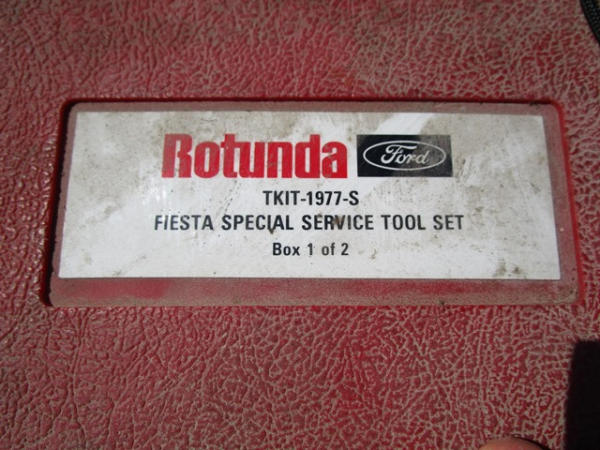 Rotunda Ford
TKIT-1977-S
FIESTA SPECIAL SERVICE TOOL SET
Box 1 of 2